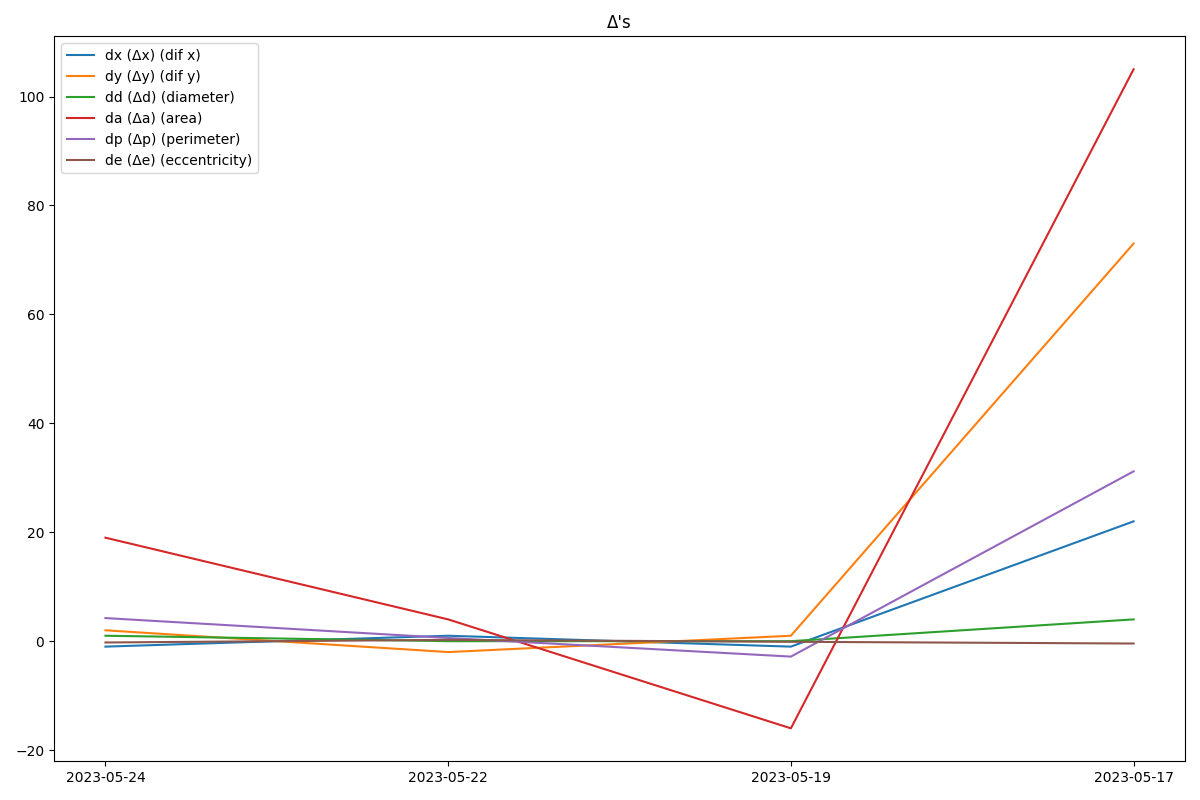 Δ's
dx (Δx) (dif x)
dy (Δy) (dif y)
dd (Δd) (diameter)
da (Δa) (area)
dp (Δp) (perimeter)
de (Δe) (eccentricity)
100
80
60
40
20
0
−20
2023-05-24 2023-05-22 2023-05-19 2023-05-17